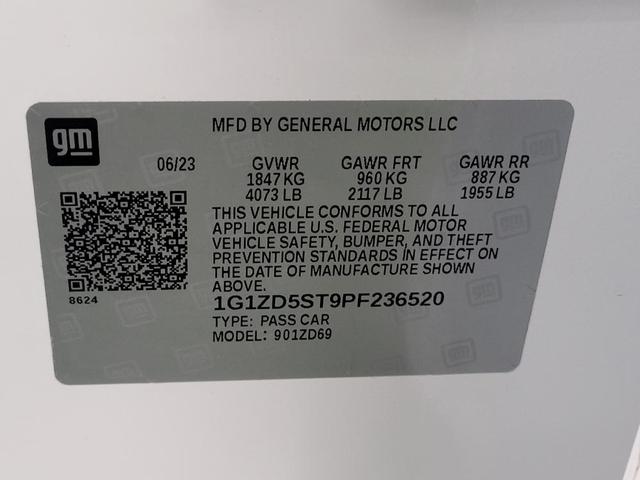 gm
MFD BY GENERAL MOTORS LLC
06/23 GVWR GAWR FRT GAWR RR
1847 KG 960 KG 887 KG
4073 LB 2117 LB 1955 LB
THIS VEHICLE CONFORMS TO ALL
APPLICABLE U.S. FEDERAL MOTOR
VEHICLE SAFETY, BUMPER, AND THEFT
PREVENTION STANDARDS IN EFFECT ON
THE DATE OF MANUFACTURE SHOWN
ABOVE.
8624
1G1ZD5ST9PF236520
TYPE: PASS CAR
MODEL: 901ZD69